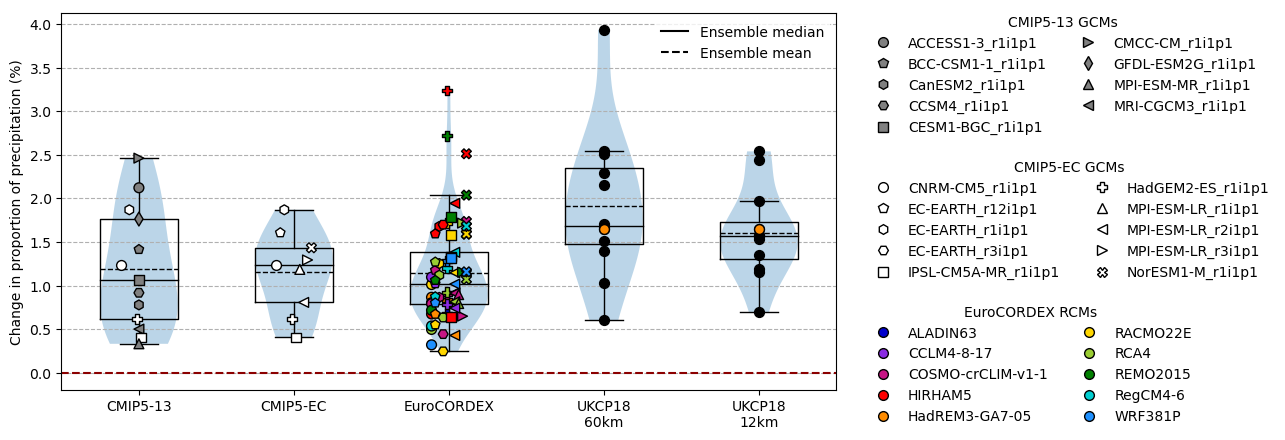 Change in proportion of precipitation (%)
4.0
3.5
3.0
2.5
2.0
1.5
1.0
0.5
0.0
Ensemble median
Ensemble mean
CMIP5-13
CMIP5-EC
EuroCORDEX
UKCP18
60km
UKCP18
12km
CMIP5-13 GCMs
ACCESS1-3_r1i1p1
BCC-CSM1-1_r1i1p1
CanESM2_r1i1p1
CCSM4_r1i1p1
CESM1-BGC_r1i1p1
CMCC-CM_r1i1p1
GFDL-ESM2G_r1i1p1
MPI-ESM-MR_r1i1p1
MRI-CGCM3_r1i1p1
CMIP5-EC GCMs
CNRM-CM5_r1i1p1
EC-EARTH_r12i1p1
EC-EARTH_r1i1p1
EC-EARTH_r3i1p1
IPSL-CM5A-MR_r1i1p1
HadGEM2-ES_r1i1p1
MPI-ESM-LR_r1i1p1
MPI-ESM-LR_r2i1p1
MPI-ESM-LR_r3i1p1
NorESM1-M_r1i1p1
EuroCORDEX RCMs
ALADIN63
CCLM4-8-17
COSMO-crCLIM-v1-1
HIRHAM5
HadREM3-GA7-05
RACMO22E
RCA4
REMO2015
RegCM4-6
WRF381P